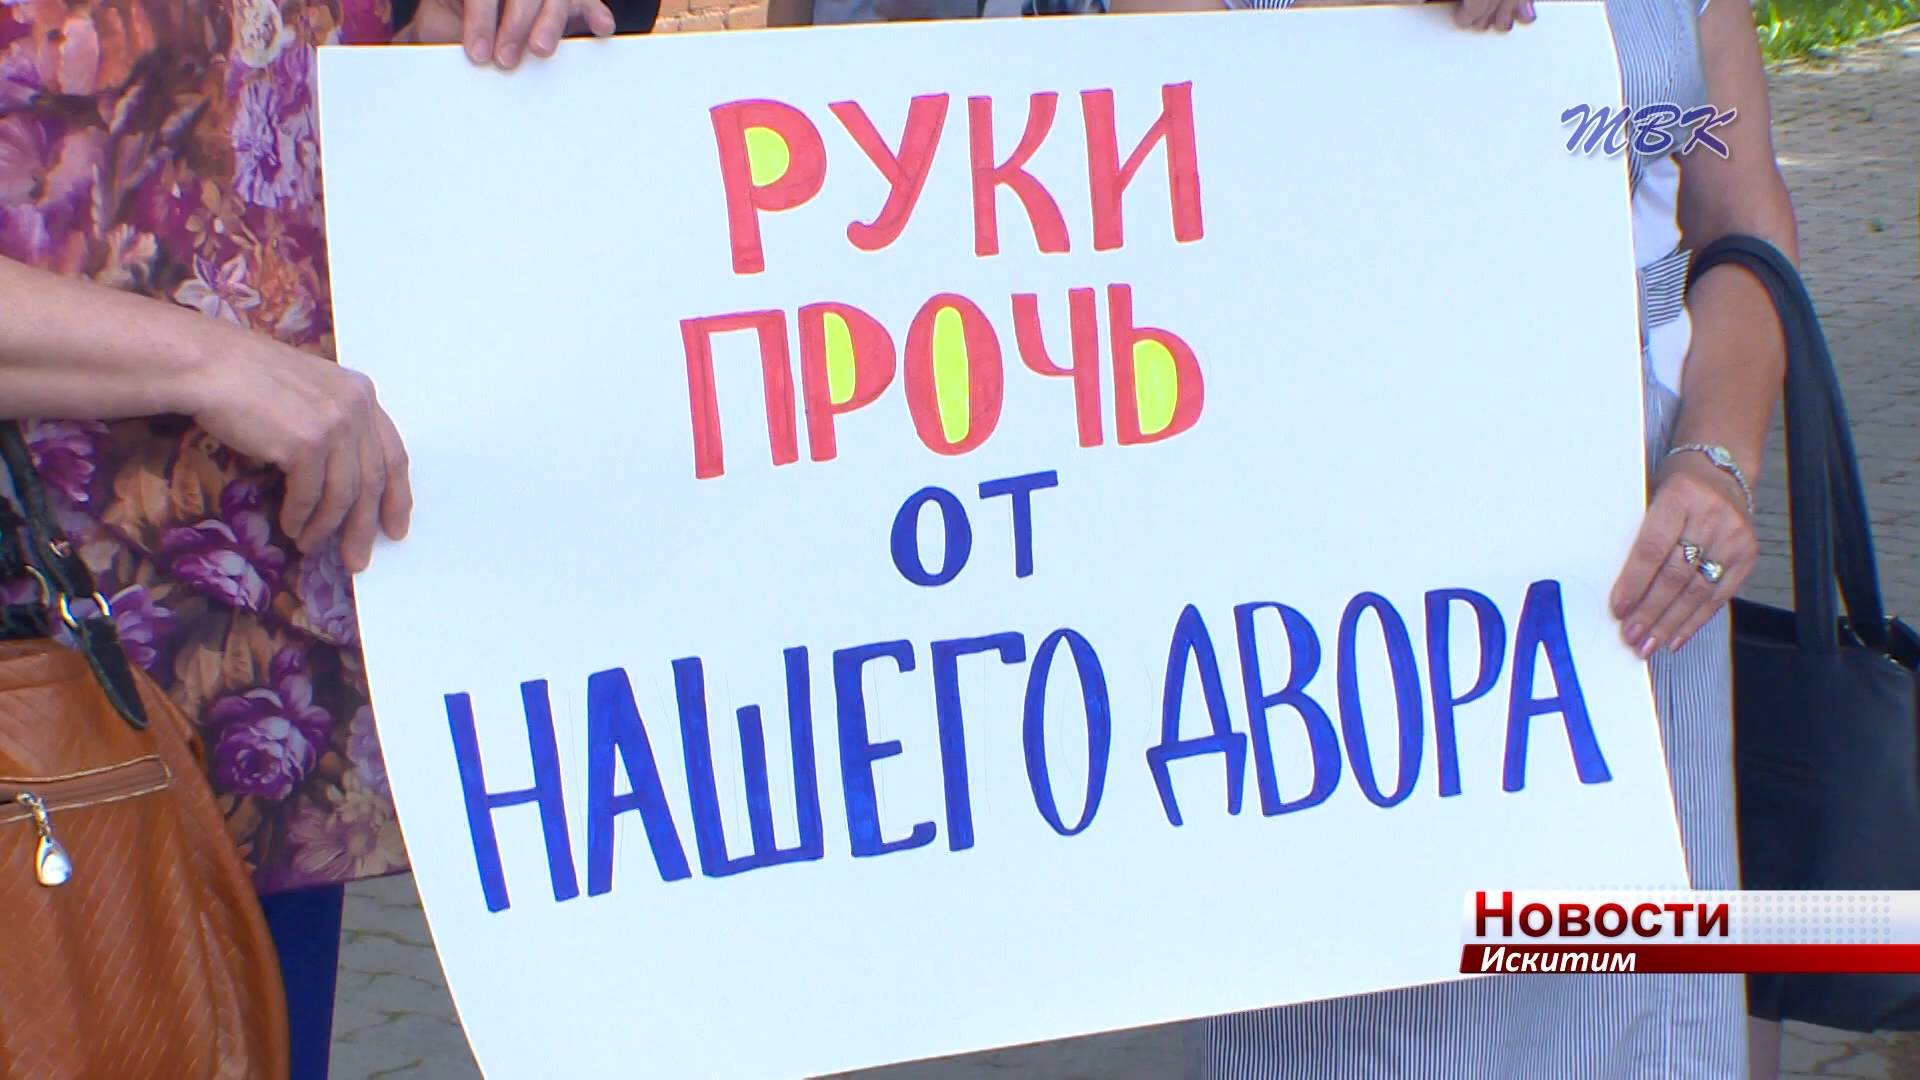 РУКИ
ПРОЧЬ
ОТ
НАШЕГО ДВОРА
ТВК
НОВОСТИ
Искитим